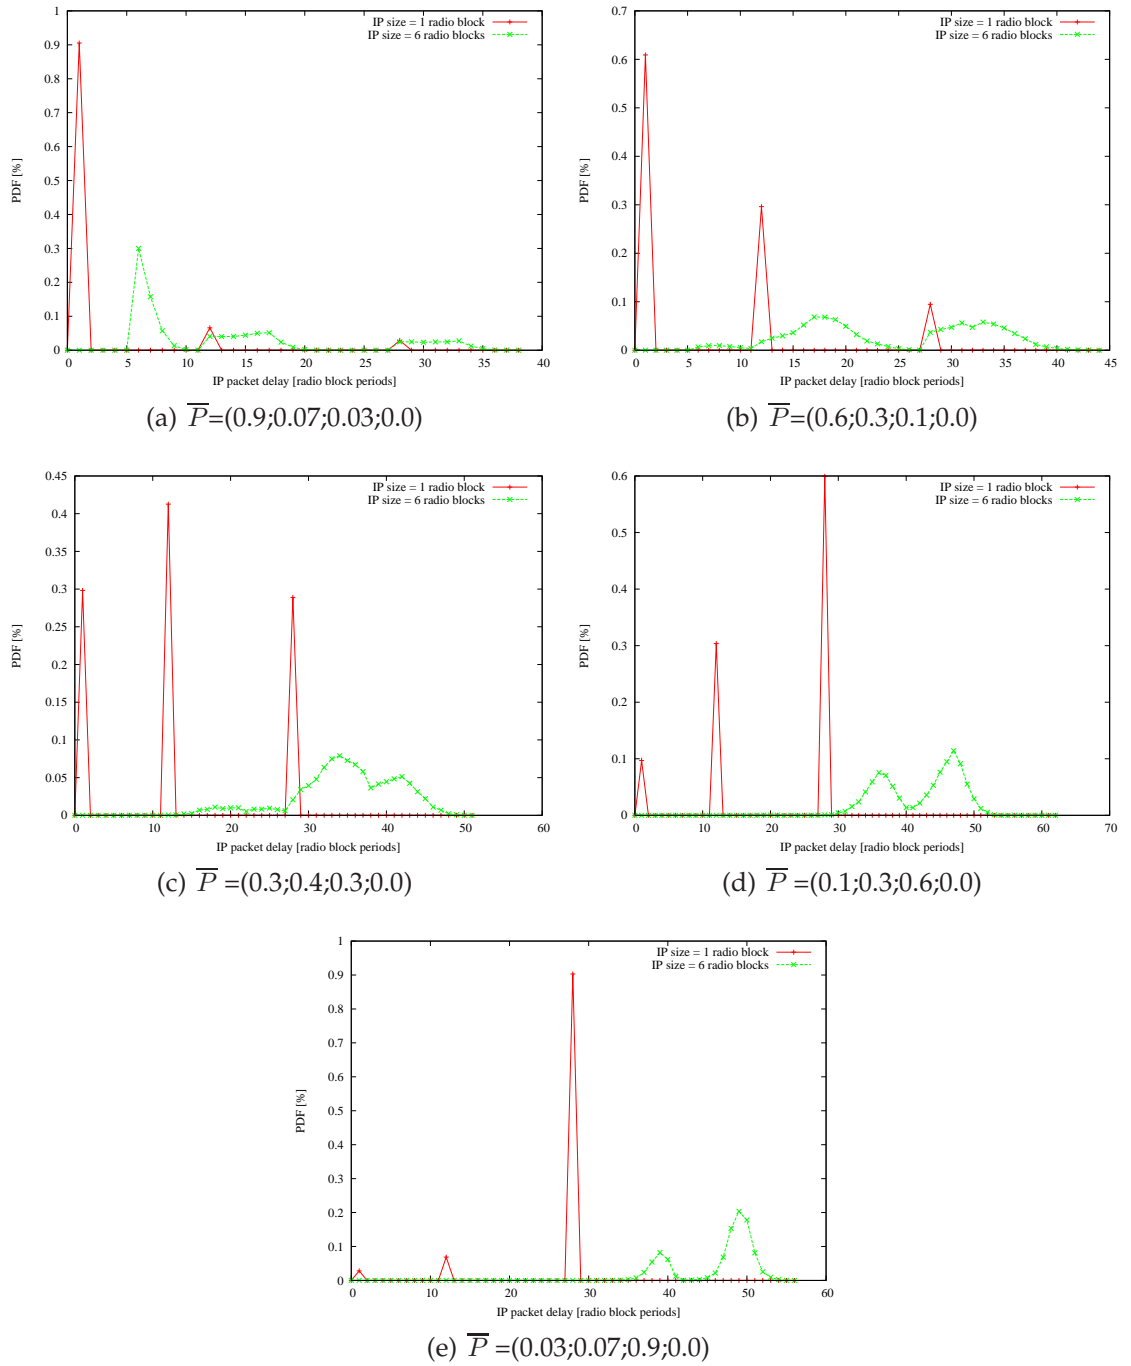 IP size = 1 radio block
IP size = 6 radio blocks
PDF [%]
1
0.9
0.8
0.7
0.6
0.5
0.4
0.3
0.2
0.1
0
0 5 10 15 20 25 30 35 40
IP packet delay [radio block periods]
(a) P=(0.9;0.07;0.03;0.0)
IP size = 1 radio block
IP size = 6 radio blocks
PDF [%]
0.7
0.6
0.5
0.4
0.3
0.2
0.1
0
0 5 10 15 20 25 30 35 40 45
IP packet delay [radio block periods]
(b) P=(0.6;0.3;0.1;0.0)
IP size = 1 radio block
IP size = 6 radio blocks
PDF [%]
0.45
0.4
0.35
0.3
0.25
0.2
0.15
0.1
0.05
0
0 10 20 30 40 50 60
IP packet delay [radio block periods]
(c) P =(0.3;0.4;0.3;0.0)
IP size = 1 radio block
IP size = 6 radio blocks
PDF [%]
0.6
0.5
0.4
0.3
0.2
0.1
0
0 10 20 30 40 50 60 70
IP packet delay [radio block periods]
(d) P =(0.1;0.3;0.6;0.0)
IP size = 1 radio block
IP size = 6 radio blocks
PDF [%]
1
0.9
0.8
0.7
0.6
0.5
0.4
0.3
0.2
0.1
0
0 10 20 30 40 50 60
IP packet delay [radio block periods]
(e) P =(0.03;0.07;0.9;0.0)